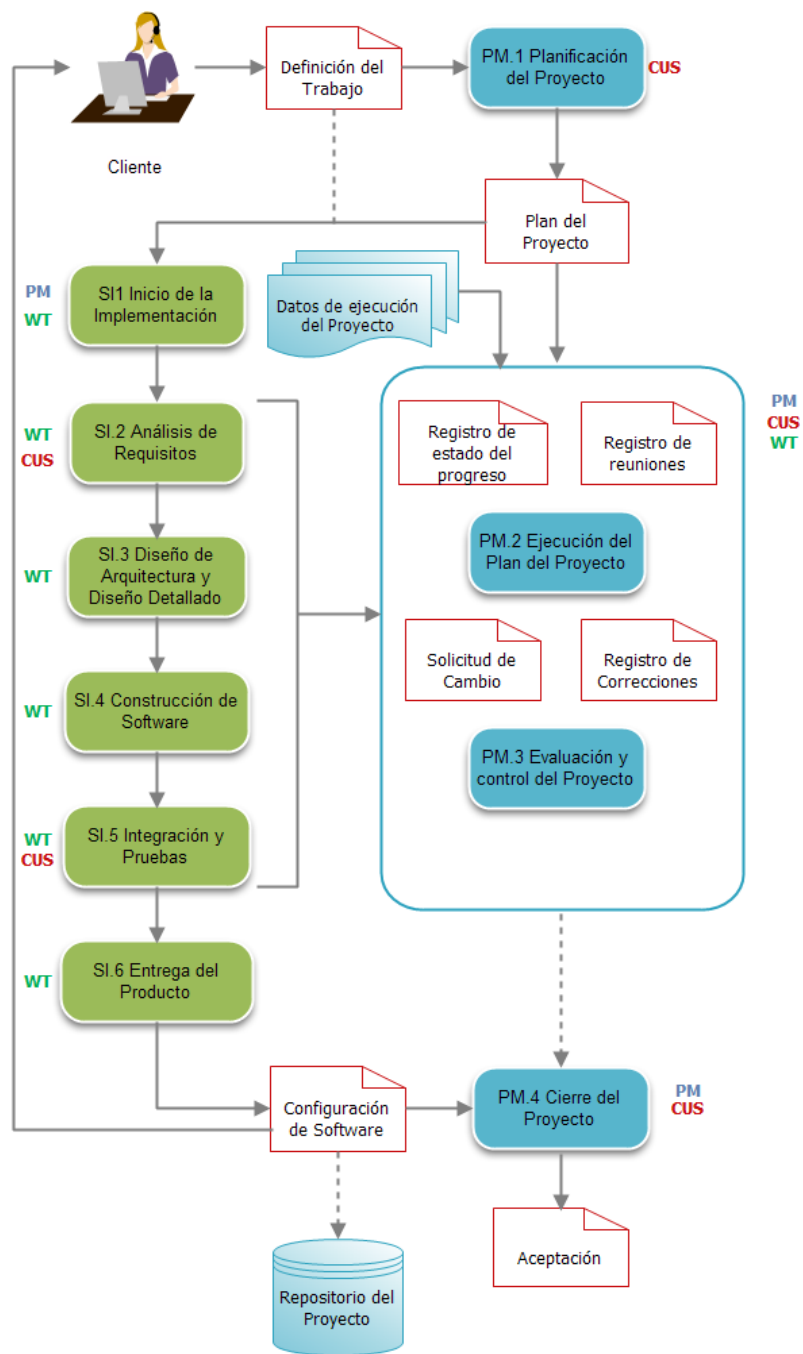 Definición del
Trabajo
PM.1 Planificación
del Proyecto
CUS
Cliente
Plan del
Proyecto
PM
WT
SI1 Inicio de la
Implementación
Datos de ejecución
del Proyecto
WT
CUS
SI.2 Análisis de
Requisitos
Registro de
estado del
progreso
Registro de
reuniones
PM
CUS
WT
WT
SI.3 Diseño de
Arquitectura y
Diseño Detallado
PM.2 Ejecución del
Plan del Proyecto
Solicitud de
Cambio
Registro de
Correcciones
WT
SI.4 Construcción de
Software
PM.3 Evaluación y
control del Proyecto
WT
CUS
SI.5 Integración y
Pruebas
WT
SI.6 Entrega del
Producto
Configuración
de Software
PM.4 Cierre del
Proyecto
PM
CUS
Aceptación
Repositorio del
Proyecto